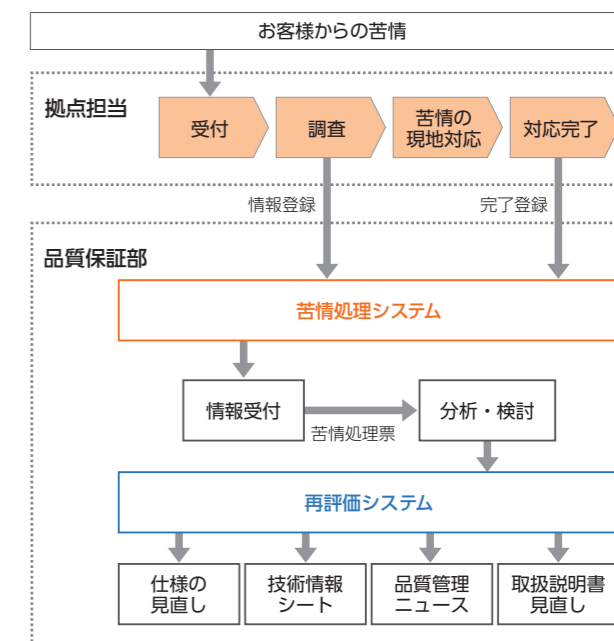 お客様からの苦情
拠点担当
受付
調査
苦情の
現地対応
対応完了
情報登録
完了登録
品質保証部
苦情処理システム
情報受付
苦情処理票
分析・検討
再評価システム
仕様の
見直し
技術情報
シート
品質管理
ニュース
取扱説明書
見直し